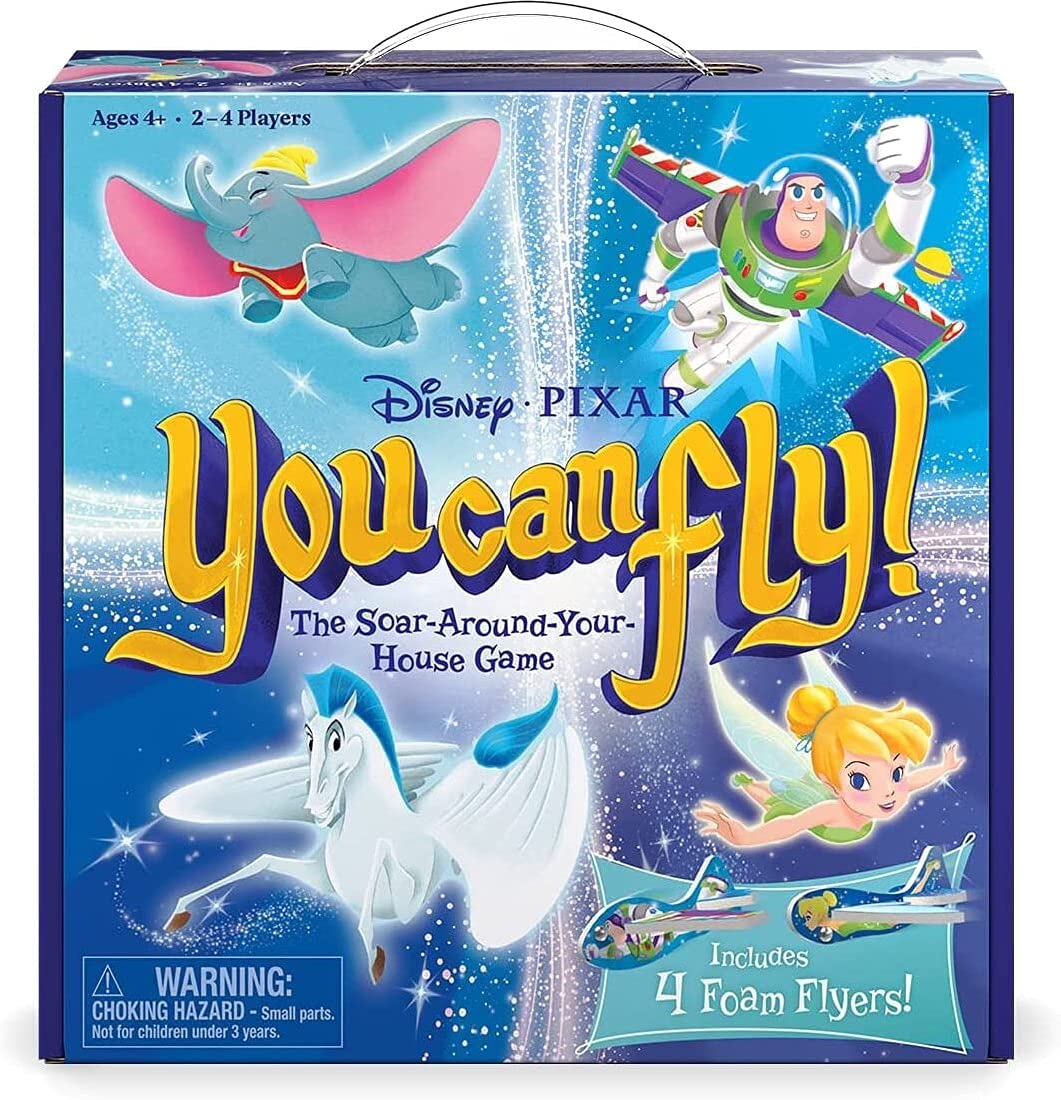 Ages 4+ • 2–4 Players
Disney · PIXAR
You can fly!
The Soar-Around-Your-
House Game
Includes
4 Foam Flyers!
⚠ WARNING:
CHOKING HAZARD - Small parts.
Not for children under 3 years.